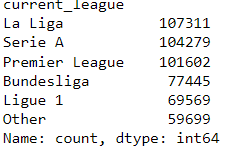 current_league
La Liga 107311
Serie A 104279
Premier League 101602
Bundesliga 77445
Ligue 1 69569
Other 59699
Name: count, dtype: int64